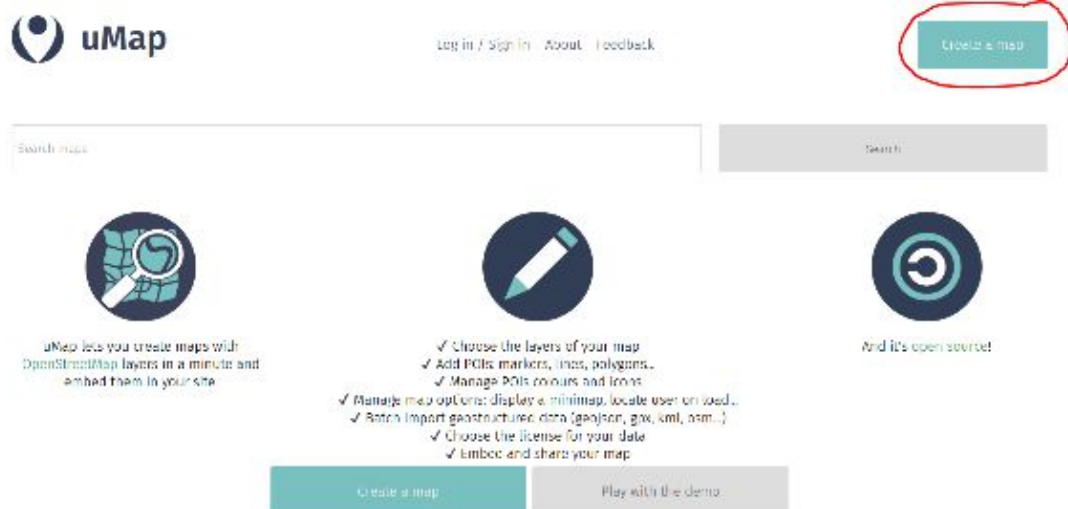 uMap
Log in / Sign in About Feedback
Create a map
Search maps
Search
uMap lets you create maps with
OpenStreetMap layers in a minute and
embed them in your site
✓ Choose the layers of your map
✓ Add POIs: markers, lines, polygons...
✓ Manage POIs colours and icons
✓ Manage map options: display a minimap, locate user on load...
✓ Batch import geostructured data (geojson, gpx, kml, osm...)
✓ Choose the license for your data
✓ Embed and share your map
And it's open source!
Create a map
Play with the demo